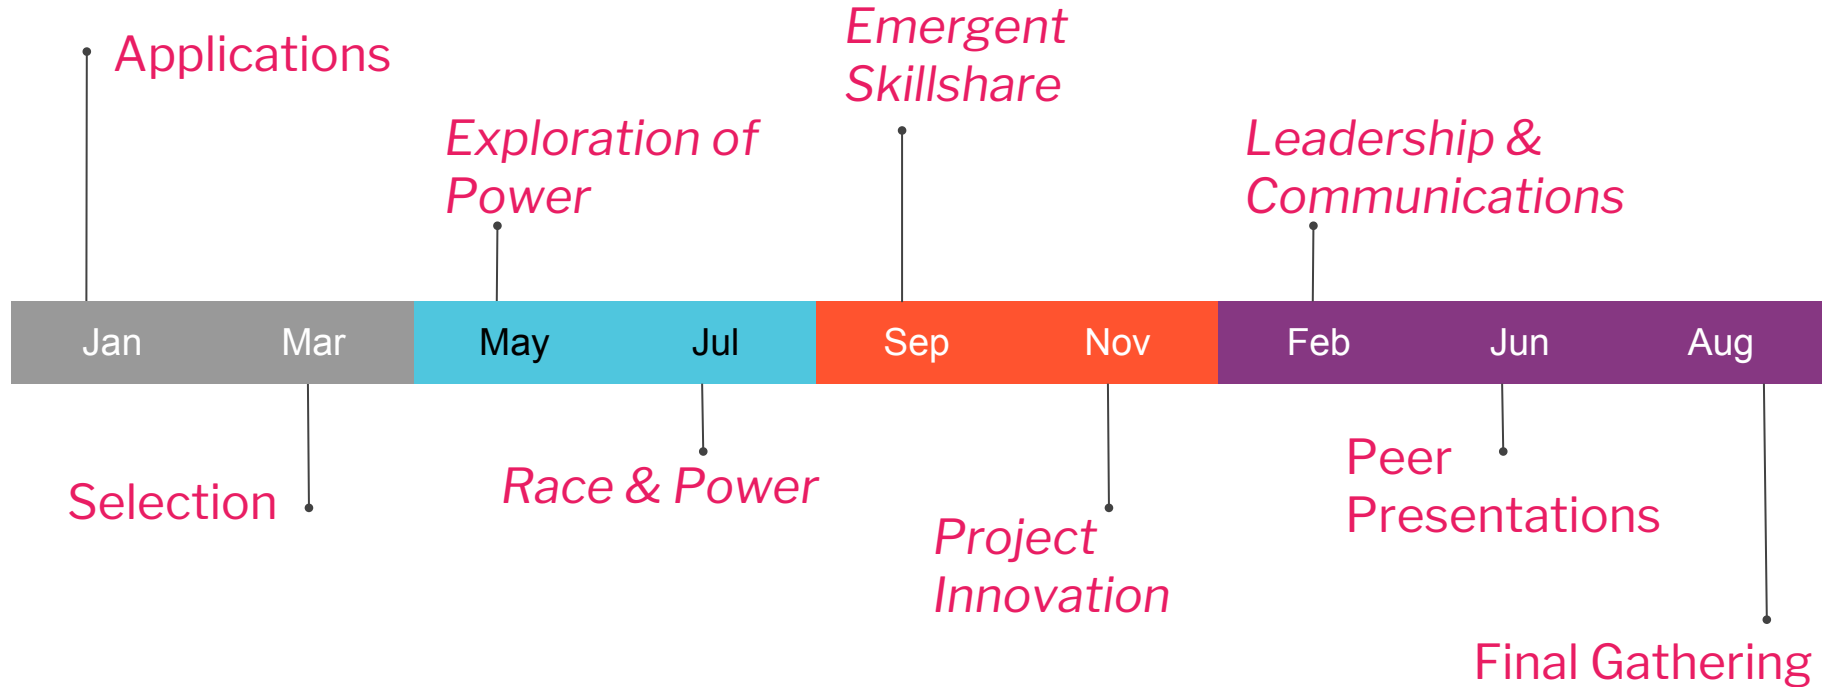 Applications
Emergent
Skillshare
Exploration of
Power
Leadership &
Communications
Jan Mar May Jul Sep Nov Feb Jun Aug
Selection
Race & Power
Project
Innovation
Peer
Presentations
Final Gathering